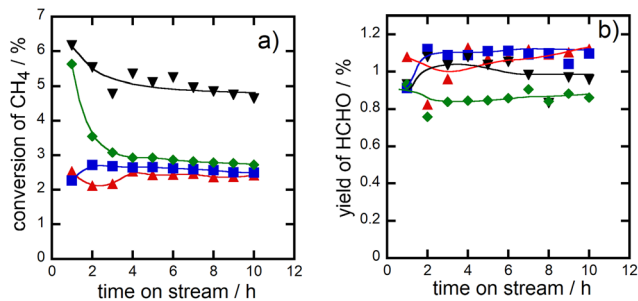 a)
conversion of CH4 / %
7
6
5
4
3
2
1
0
0 2 4 6 8 10 12
time on stream / h
b)
yield of HCHO / %
1.2
1
0.8
0.6
0.4
0.2
0
0 2 4 6 8 10 12
time on stream / h